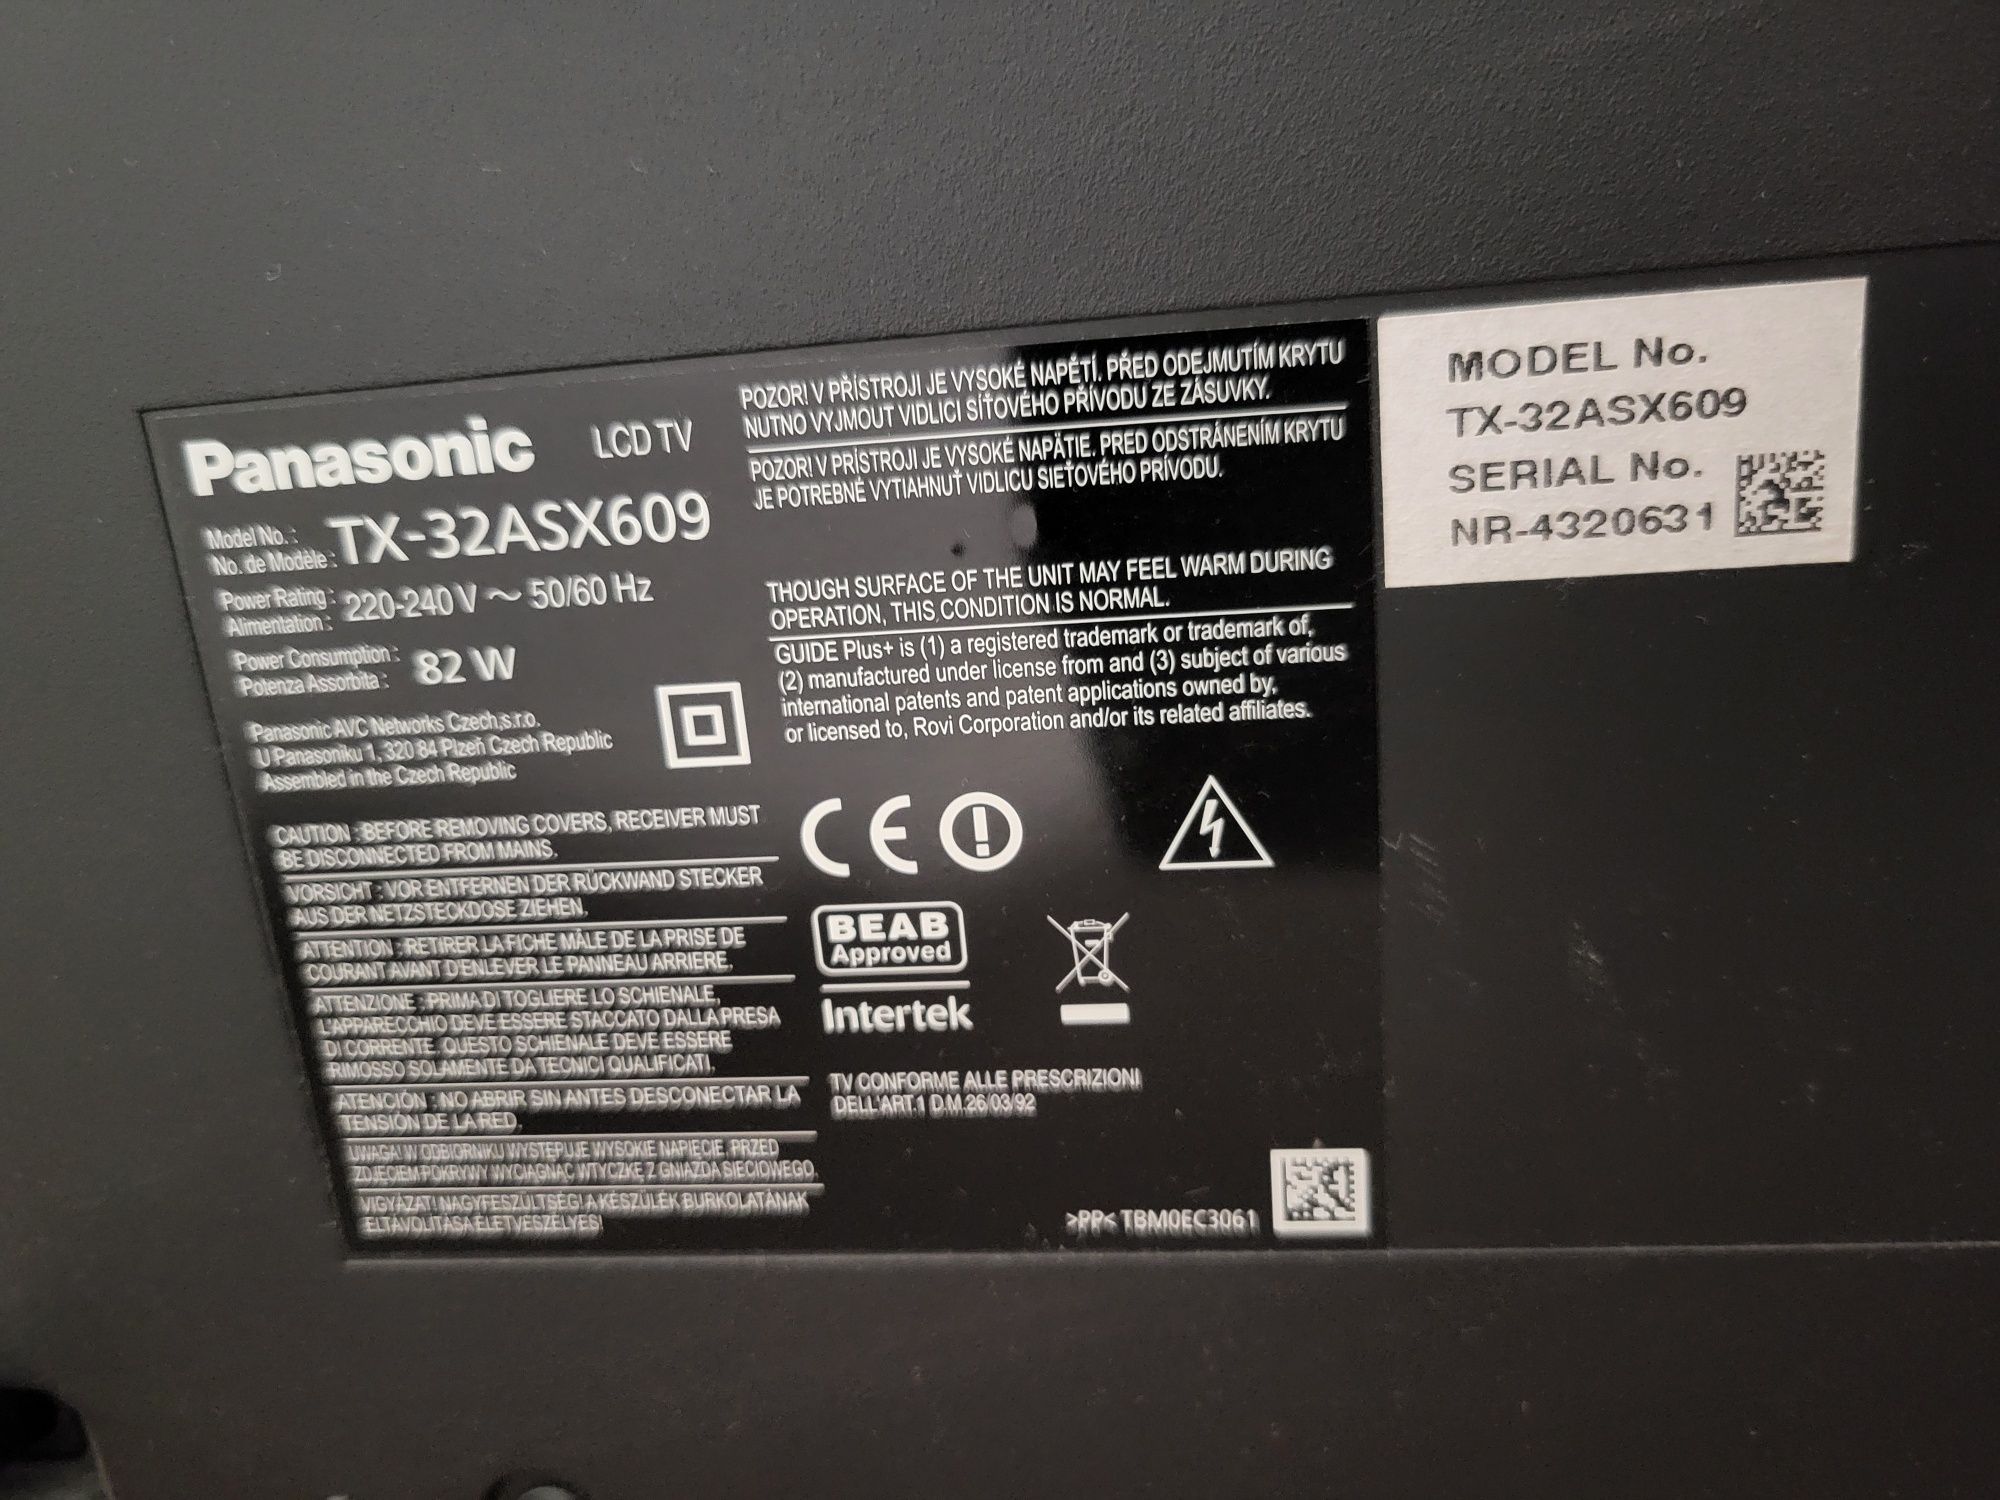 Panasonic LCD TV
Model No. :
No. de Modèle : TX-32ASX609
Power Rating :
Alimentation : 220-240 V ~ 50/60 Hz
Power Consumption :
Potenza Assorbita : 82 W
Panasonic AVC Networks Czech,s.r.o.
U Panasoniku 1, 320 84 Plzeň Czech Republic
Assembled in the Czech Republic
CAUTION : BEFORE REMOVING COVERS, RECEIVER MUST
BE DISCONNECTED FROM MAINS.
VORSICHT : VOR ENTFERNEN DER RÜCKWAND STECKER
AUS DER NETZSTECKDOSE ZIEHEN.
ATTENTION : RETIRER LA FICHE MÂLE DE LA PRISE DE
COURANT AVANT D'ENLEVER LE PANNEAU ARRIERE.
ATTENZIONE : PRIMA DI TOGLIERE LO SCHIENALE,
L'APPARECCHIO DEVE ESSERE STACCATO DALLA PRESA
DI CORRENTE. QUESTO SCHIENALE DEVE ESSERE
RIMOSSO SOLAMENTE DA TECNICI QUALIFICATI.
ATENCIÓN : NO ABRIR SIN ANTES DESCONECTAR LA
TENSIÓN DE LA RED.
UWAGA! W ODBIORNIKU WYSTĘPUJE WYSOKIE NAPIĘCIE. PRZED
ZDJĘCIEM POKRYWY WYCIĄGNĄĆ WTYCZKĘ Z GNIAZDA SIECIOWEGO.
VIGYÁZAT! NAGYFESZÜLTSÉG! A KÉSZÜLÉK BURKOLATÁNAK
ELTÁVOLÍTÁSA ÉLETVESZÉLYES!
POZOR! V PŘÍSTROJI JE VYSOKÉ NAPĚTÍ. PŘED ODEJMUTÍM KRYTU
NUTNO VYJMOUT VIDLICI SÍŤOVÉHO PŘÍVODU ZE ZÁSUVKY.
POZOR! V PRÍSTROJI JE VYSOKÉ NAPÄTIE. PRED ODSTRÁNENÍM KRYTU
JE POTREBNÉ VYTIAHNUŤ VIDLICU SIEŤOVÉHO PRÍVODU.
THOUGH SURFACE OF THE UNIT MAY FEEL WARM DURING
OPERATION, THIS CONDITION IS NORMAL.
GUIDE Plus+ is (1) a registered trademark or trademark of,
(2) manufactured under license from and (3) subject of various
international patents and patent applications owned by,
or licensed to, Rovi Corporation and/or its related affiliates.
CE
BEAB
Approved
Intertek
TV CONFORME ALLE PRESCRIZIONI
DELL'ART.1 D.M.26/03/92
>PP< TBM0EC3061
MODEL No.
TX-32ASX609
SERIAL No.
NR-4320631